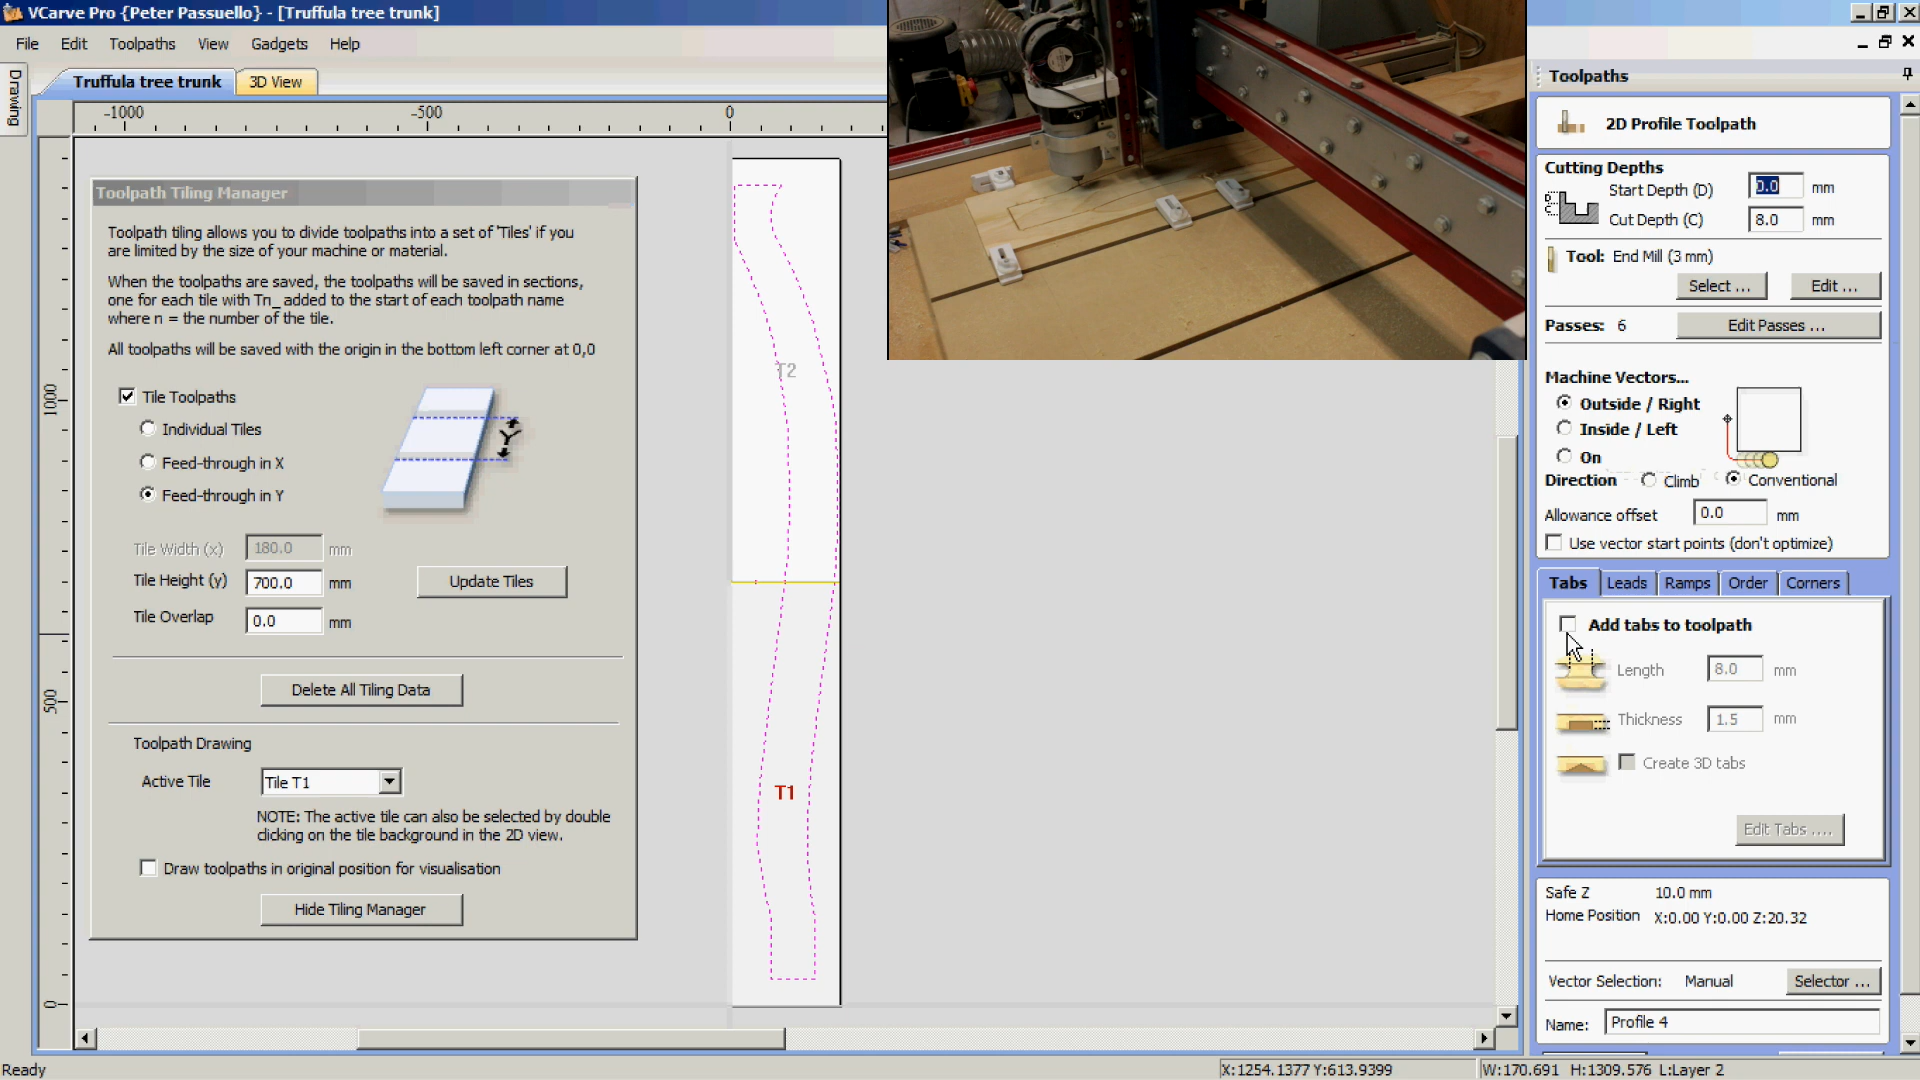 VCarve Pro {Peter Passuello} - [Truffula tree trunk]
File Edit Toolpaths View Gadgets Help
Drawing
Truffula tree trunk 3D View
-1000 -500 0
1000
500
0
Toolpath Tiling Manager
Toolpath tiling allows you to divide toolpaths into a set of 'Tiles' if you
are limited by the size of your machine or material.
When the toolpaths are saved, the toolpaths will be saved in sections,
one for each tile with Tn_ added to the start of each toolpath name
where n = the number of the tile.
All toolpaths will be saved with the origin in the bottom left corner at 0,0
Tile Toolpaths
Individual Tiles
Feed-through in X
Feed-through in Y
Y
Tile Width (x) 180.0 mm
Tile Height (y) 700.0 mm Update Tiles
Tile Overlap 0.0 mm
Delete All Tiling Data
Toolpath Drawing
Active Tile Tile T1
NOTE: The active tile can also be selected by double
clicking on the tile background in the 2D view.
Draw toolpaths in original position for visualisation
Hide Tiling Manager
T2
T1
Toolpaths
2D Profile Toolpath
Cutting Depths
Start Depth (D) 0.0 mm
Cut Depth (C) 8.0 mm
D
C
Tool: End Mill (3 mm)
Select ... Edit ...
Passes: 6 Edit Passes ...
Machine Vectors...
Outside / Right
Inside / Left
On
Direction Climb Conventional
Allowance offset 0.0 mm
Use vector start points (don't optimize)
Tabs Leads Ramps Order Corners
Add tabs to toolpath
Length 8.0 mm
Thickness 1.5 mm
Create 3D tabs
Edit Tabs ....
Safe Z 10.0 mm
Home Position X:0.00 Y:0.00 Z:20.32
Vector Selection: Manual Selector ...
Name: Profile 4
Ready X:1254.1377 Y:613.9399 W:170.691 H:1309.576 L:Layer 2